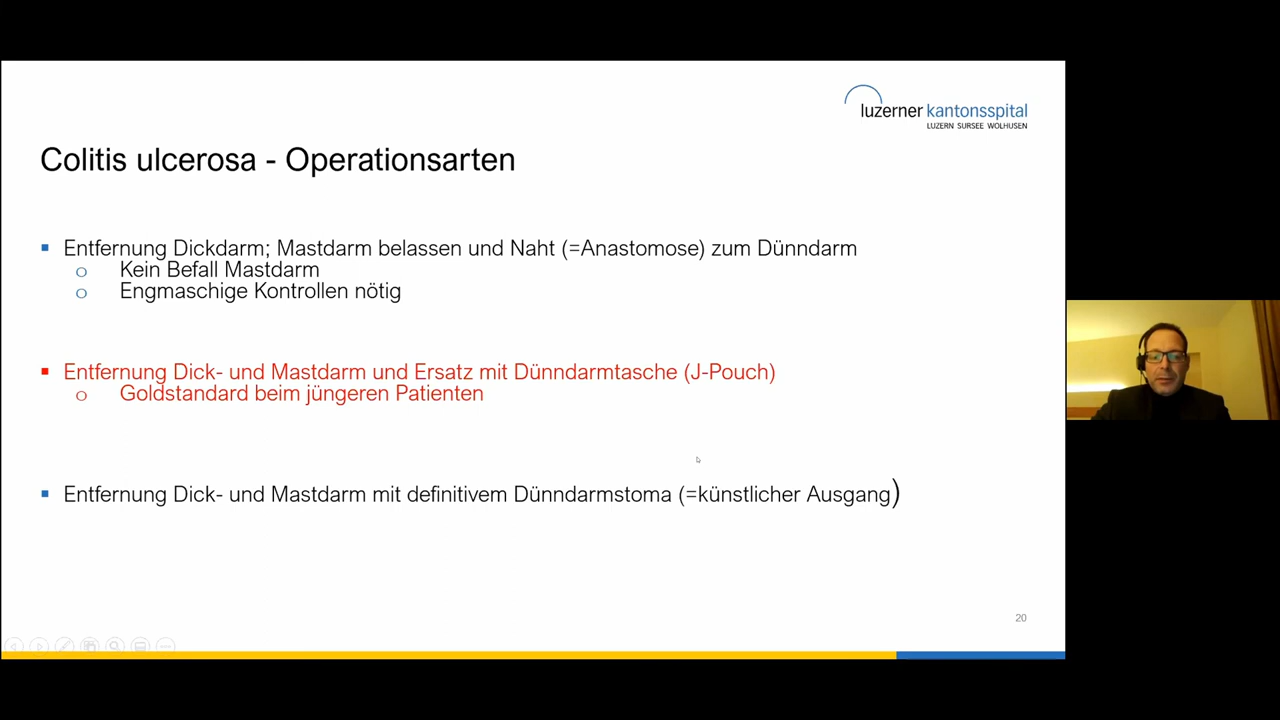 luzerner kantonsspital
LUZERN SURSEE WOLHUSEN
Colitis ulcerosa - Operationsarten
Entfernung Dickdarm; Mastdarm belassen und Naht (=Anastomose) zum Dünndarm
Kein Befall Mastdarm
Engmaschige Kontrollen nötig
Entfernung Dick- und Mastdarm und Ersatz mit Dünndarmtasche (J-Pouch)
Goldstandard beim jüngeren Patienten
Entfernung Dick- und Mastdarm mit definitivem Dünndarmstoma (=künstlicher Ausgang)
20